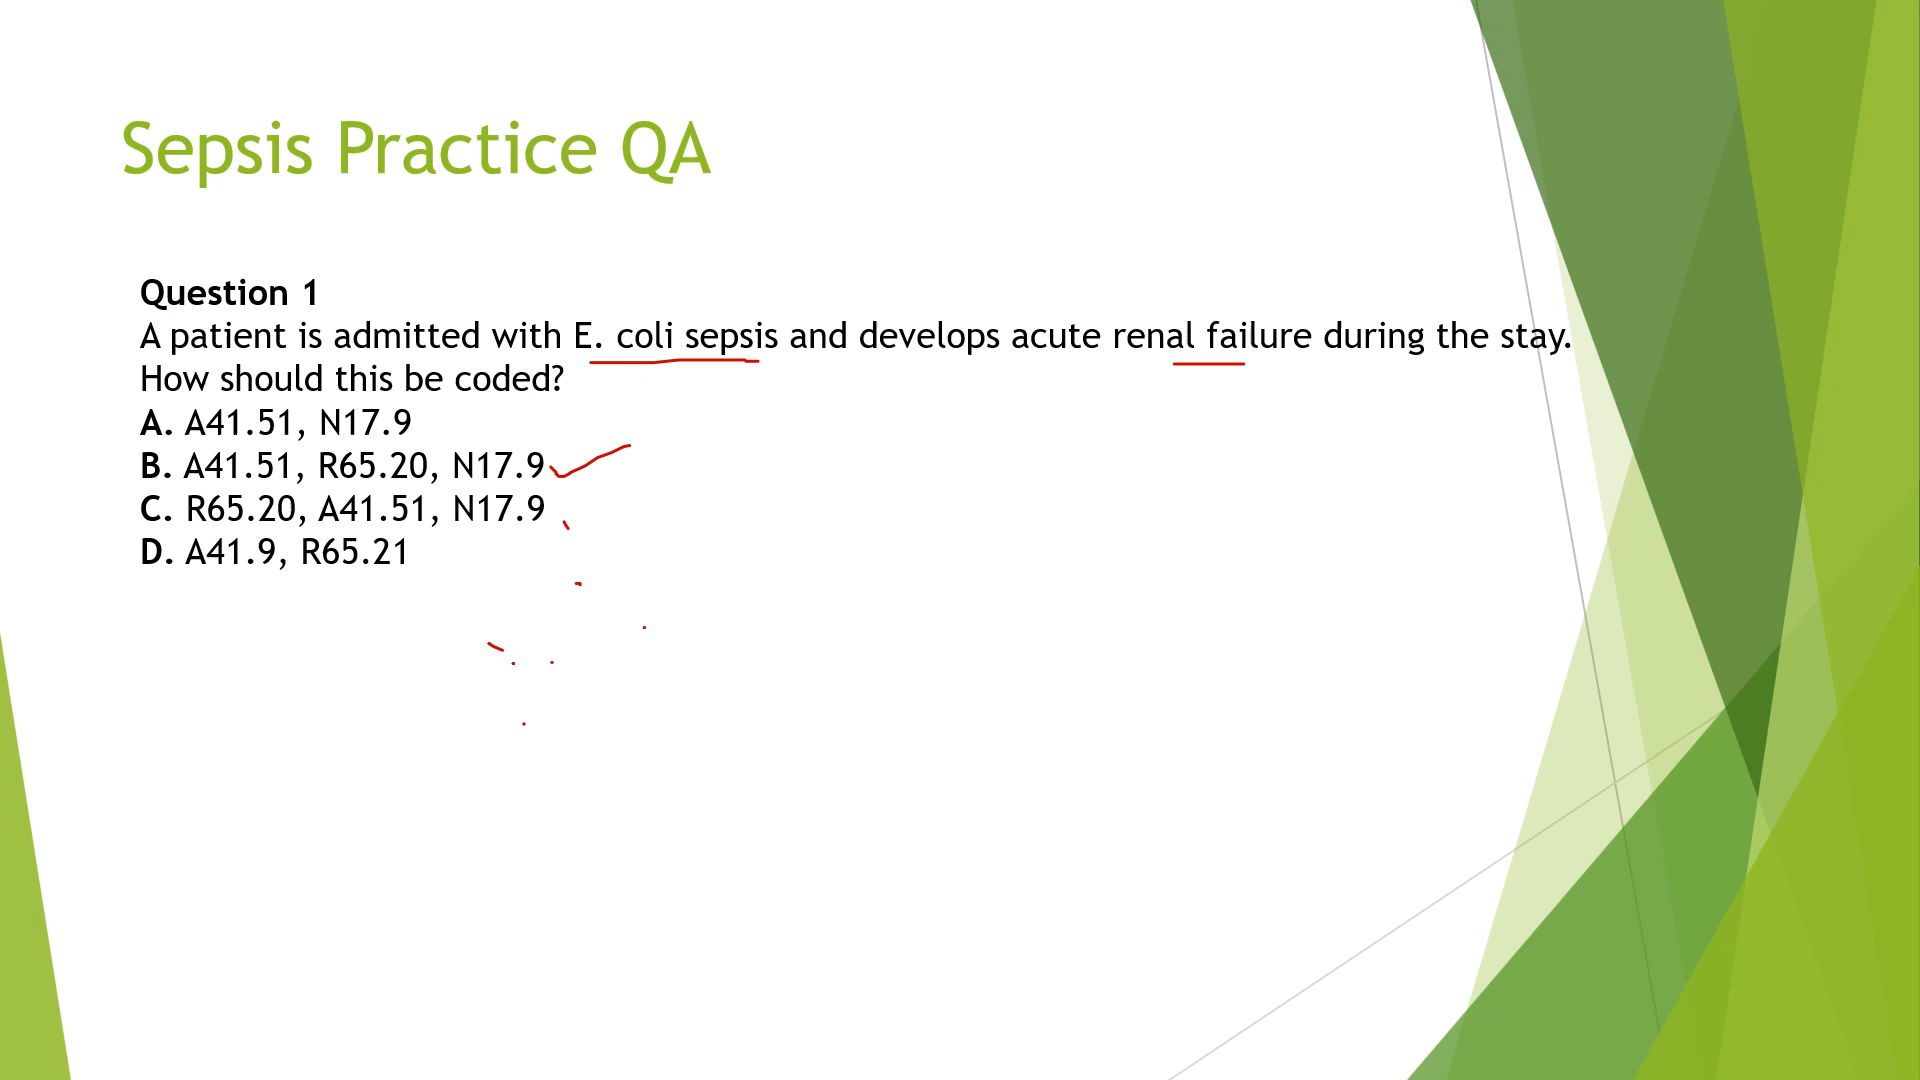 Sepsis Practice QA
Question 1
A patient is admitted with E. coli sepsis and develops acute renal failure during the stay.
How should this be coded?
A. A41.51, N17.9
B. A41.51, R65.20, N17.9
C. R65.20, A41.51, N17.9
D. A41.9, R65.21